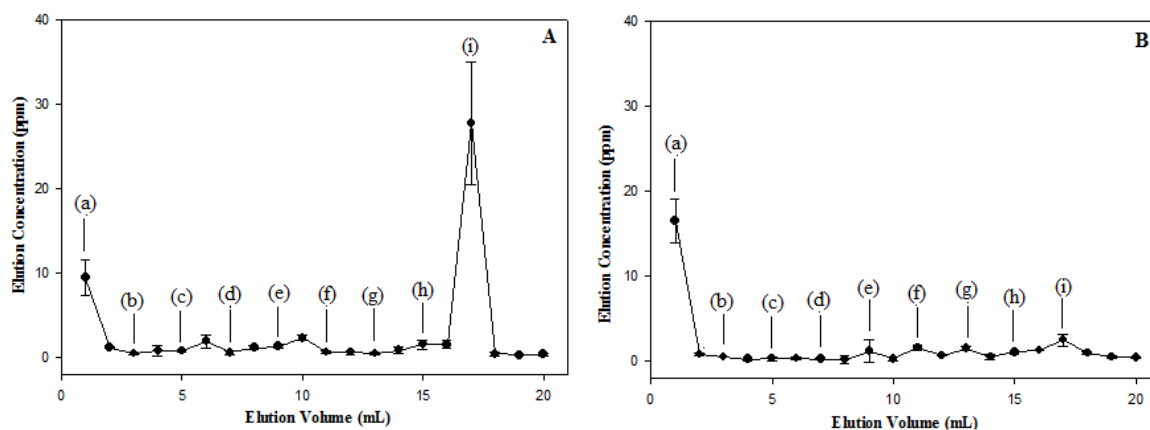 40
30
20
10
0
Elution Concentration (ppm)
A
(a)
(b)
(c)
(d)
(e)
(f)
(g)
(h)
(i)
0 5 10 15 20
Elution Volume (mL)
40
30
20
10
0
Elution Concentration (ppm)
B
(a)
(b)
(c)
(d)
(e)
(f)
(g)
(h)
(i)
0 5 10 15 20
Elution Volume (mL)